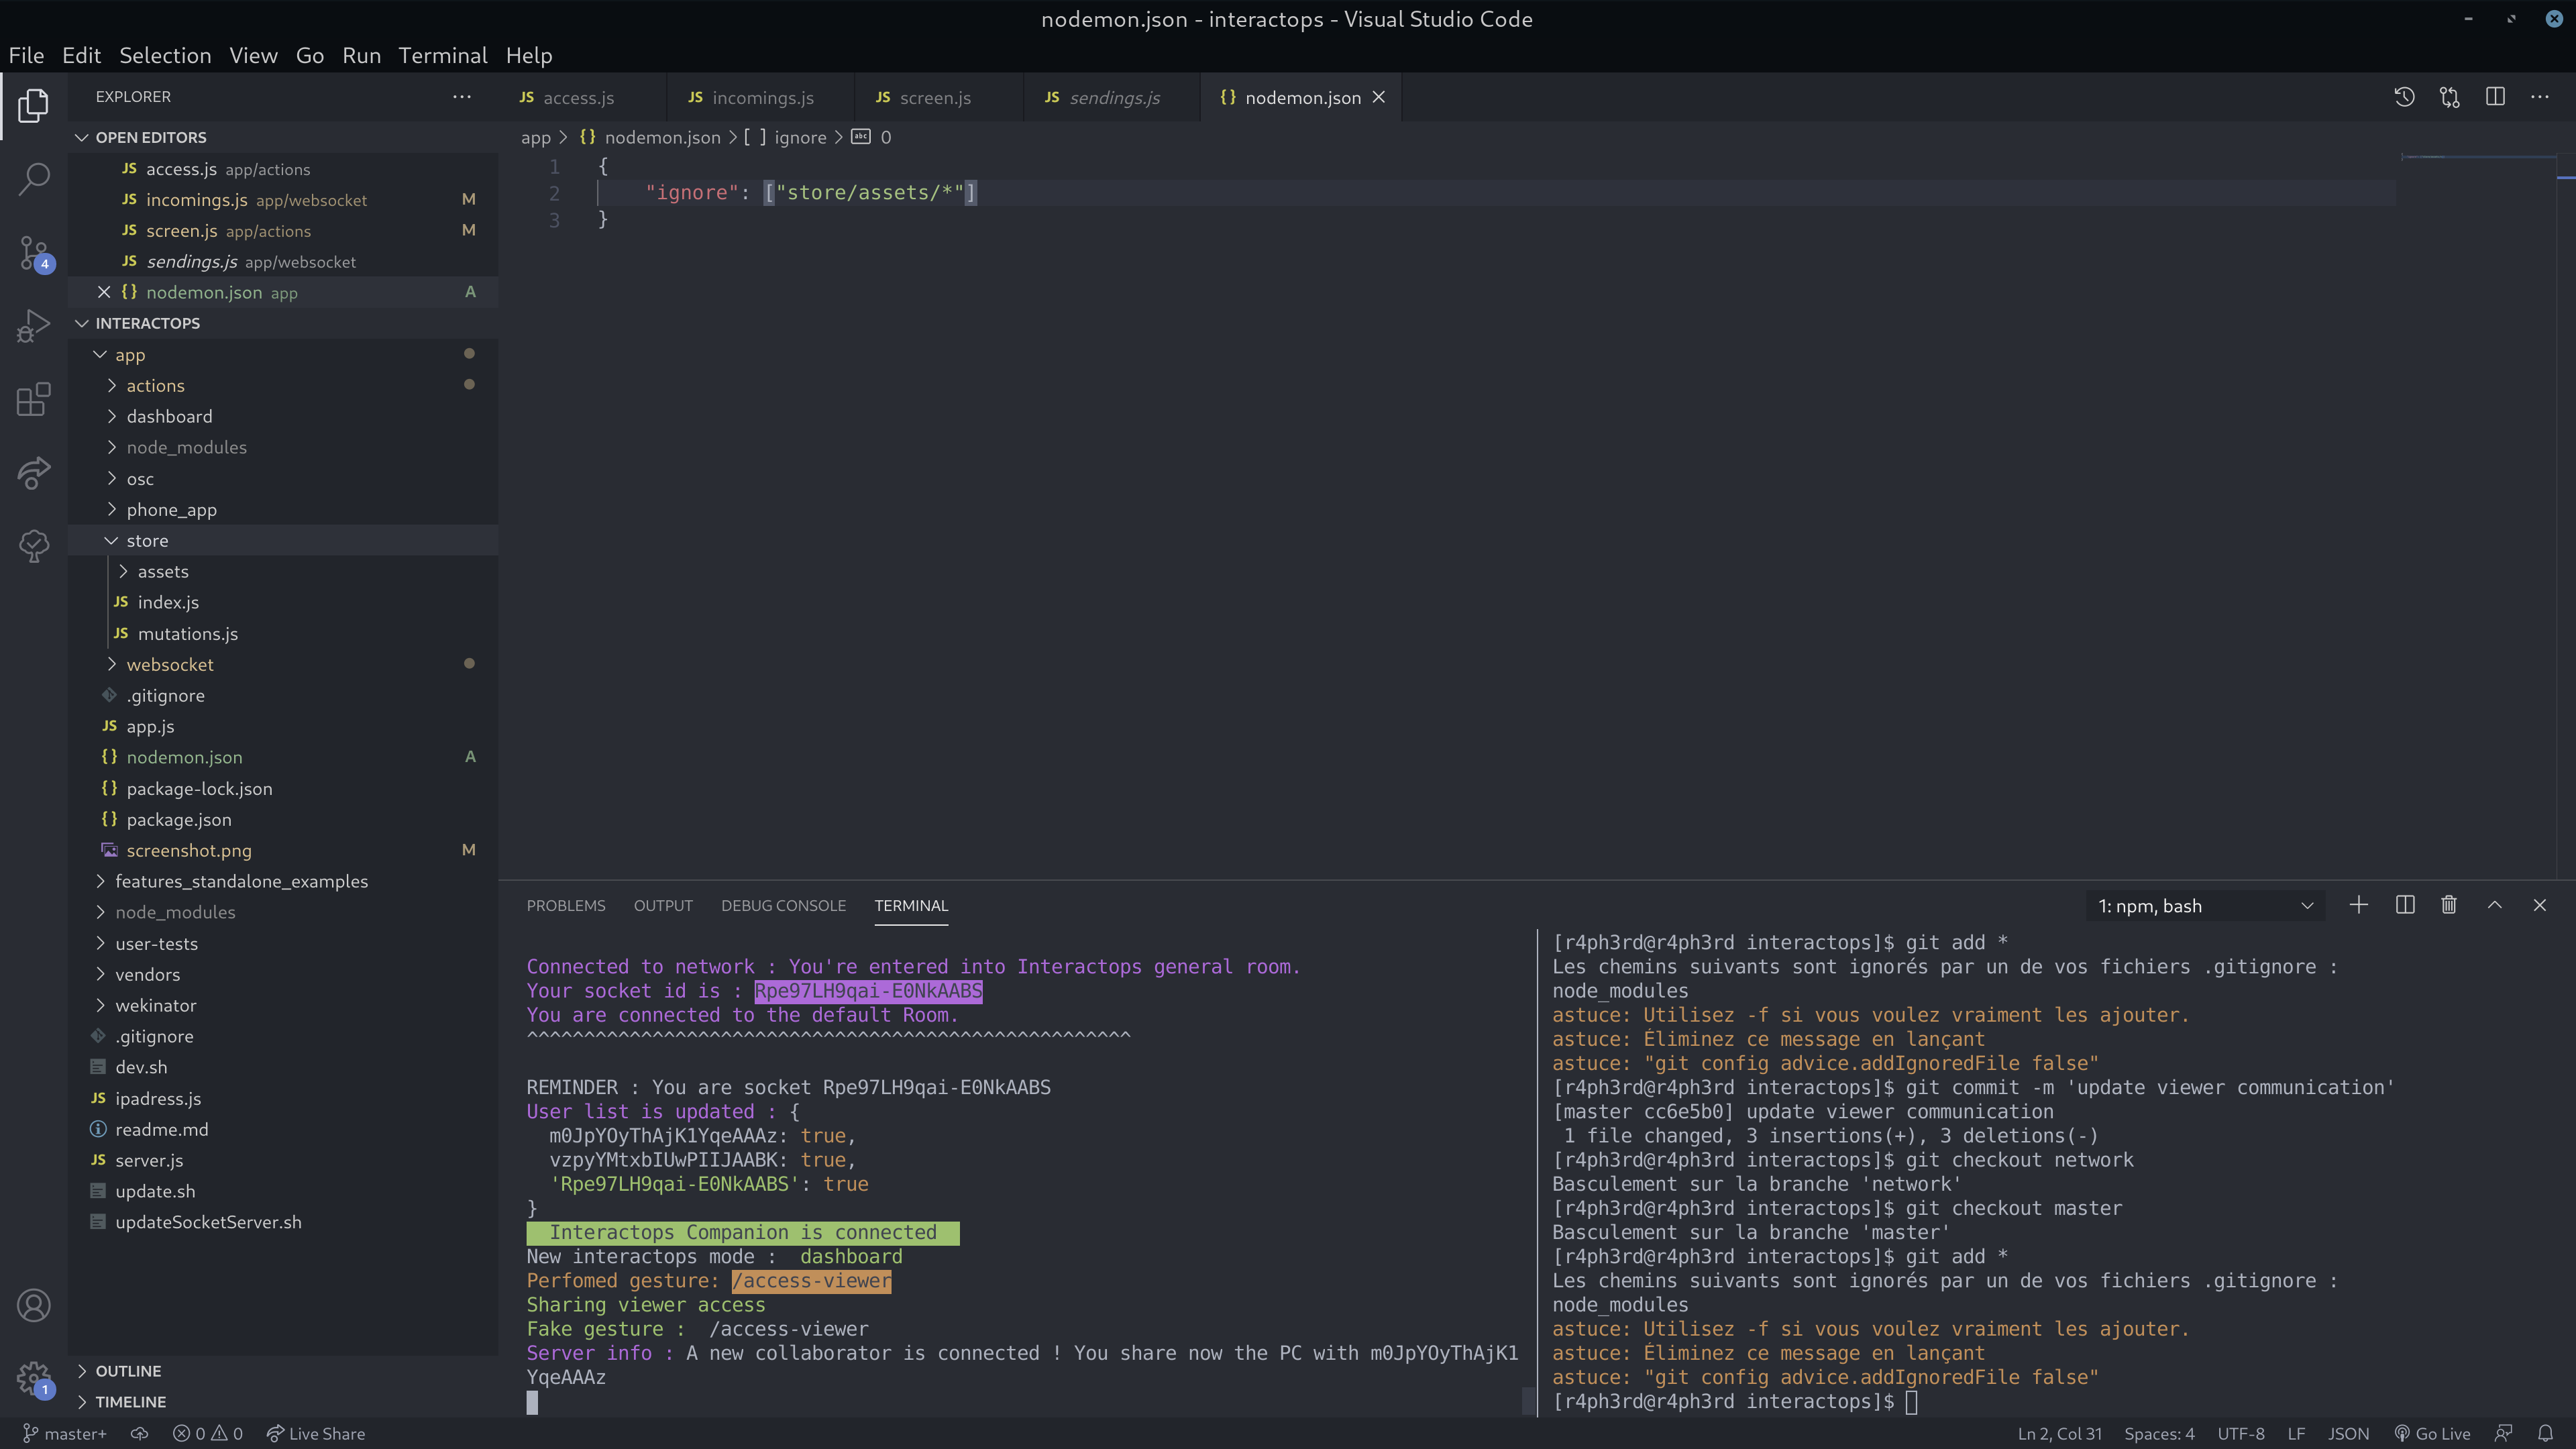 nodemon.json - interactops - Visual Studio Code
File Edit Selection View Go Run Terminal Help
EXPLORER
OPEN EDITORS
JS access.js app/actions
JS incomings.js app/websocket M
JS screen.js app/actions M
JS sendings.js app/websocket
{} nodemon.json app A
INTERACTOPS
app
actions
dashboard
node_modules
osc
phone_app
store
assets
JS index.js
JS mutations.js
websocket
.gitignore
JS app.js
{} nodemon.json A
{} package-lock.json
{} package.json
screenshot.png M
features_standalone_examples
node_modules
user-tests
vendors
wekinator
.gitignore
dev.sh
JS ipadress.js
readme.md
JS server.js
update.sh
updateSocketServer.sh
OUTLINE
TIMELINE
4
1
JS access.js JS incomings.js JS screen.js JS sendings.js {} nodemon.json
app > {} nodemon.json > [ ] ignore > abc 0
1 {
2 "ignore": ["store/assets/*"]
3 }
PROBLEMS OUTPUT DEBUG CONSOLE TERMINAL
1: npm, bash
Connected to network : You're entered into Interactops general room.
Your socket id is : Rpe97LH9qai-E0NkAABS
You are connected to the default Room.
^^^^^^^^^^^^^^^^^^^^^^^^^^^^^^^^^^^^^^^^^^^^^^^^^^^^^
REMINDER : You are socket Rpe97LH9qai-E0NkAABS
User list is updated : {
m0JpYOyThAjK1YqeAAAz: true,
vzpyYMtxbIUwPIIJAABK: true,
'Rpe97LH9qai-E0NkAABS': true
}
Interactops Companion is connected
New interactops mode : dashboard
Perfomed gesture: /access-viewer
Sharing viewer access
Fake gesture : /access-viewer
Server info : A new collaborator is connected ! You share now the PC with m0JpYOyThAjK1
YqeAAAz
[r4ph3rd@r4ph3rd interactops]$ git add *
Les chemins suivants sont ignorés par un de vos fichiers .gitignore :
node_modules
astuce: Utilisez -f si vous voulez vraiment les ajouter.
astuce: Éliminez ce message en lançant
astuce: "git config advice.addIgnoredFile false"
[r4ph3rd@r4ph3rd interactops]$ git commit -m 'update viewer communication'
[master cc6e5b0] update viewer communication
1 file changed, 3 insertions(+), 3 deletions(-)
[r4ph3rd@r4ph3rd interactops]$ git checkout network
Basculement sur la branche 'network'
[r4ph3rd@r4ph3rd interactops]$ git checkout master
Basculement sur la branche 'master'
[r4ph3rd@r4ph3rd interactops]$ git add *
Les chemins suivants sont ignorés par un de vos fichiers .gitignore :
node_modules
astuce: Utilisez -f si vous voulez vraiment les ajouter.
astuce: Éliminez ce message en lançant
astuce: "git config advice.addIgnoredFile false"
[r4ph3rd@r4ph3rd interactops]$
master+ 0 0 Live Share Ln 2, Col 31 Spaces: 4 UTF-8 LF JSON Go Live